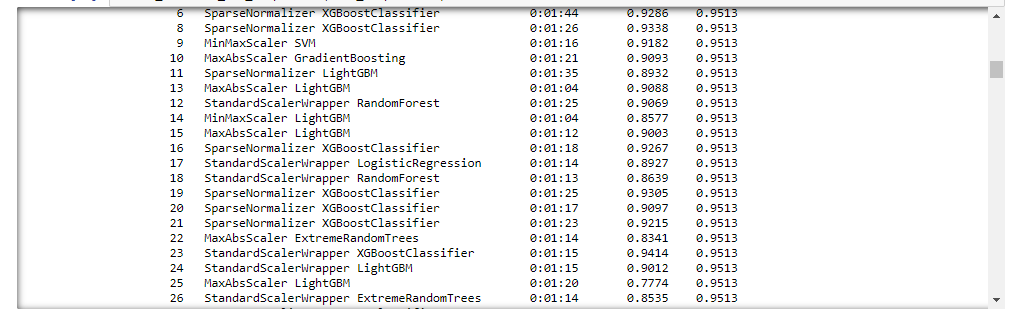 6 SparseNormalizer XGBoostClassifier 0:01:44 0.9286 0.9513
8 SparseNormalizer XGBoostClassifier 0:01:26 0.9338 0.9513
9 MinMaxScaler SVM 0:01:16 0.9182 0.9513
10 MaxAbsScaler GradientBoosting 0:01:21 0.9093 0.9513
11 SparseNormalizer LightGBM 0:01:35 0.8932 0.9513
13 MaxAbsScaler LightGBM 0:01:04 0.9088 0.9513
12 StandardScalerWrapper RandomForest 0:01:25 0.9069 0.9513
14 MinMaxScaler LightGBM 0:01:04 0.8577 0.9513
15 MaxAbsScaler LightGBM 0:01:12 0.9003 0.9513
16 SparseNormalizer XGBoostClassifier 0:01:18 0.9267 0.9513
17 StandardScalerWrapper LogisticRegression 0:01:14 0.8927 0.9513
18 StandardScalerWrapper RandomForest 0:01:13 0.8639 0.9513
19 SparseNormalizer XGBoostClassifier 0:01:25 0.9305 0.9513
20 SparseNormalizer XGBoostClassifier 0:01:17 0.9097 0.9513
21 SparseNormalizer XGBoostClassifier 0:01:23 0.9215 0.9513
22 MaxAbsScaler ExtremeRandomTrees 0:01:14 0.8341 0.9513
23 StandardScalerWrapper XGBoostClassifier 0:01:15 0.9414 0.9513
24 StandardScalerWrapper LightGBM 0:01:15 0.9012 0.9513
25 MaxAbsScaler LightGBM 0:01:20 0.7774 0.9513
26 StandardScalerWrapper ExtremeRandomTrees 0:01:14 0.8535 0.9513